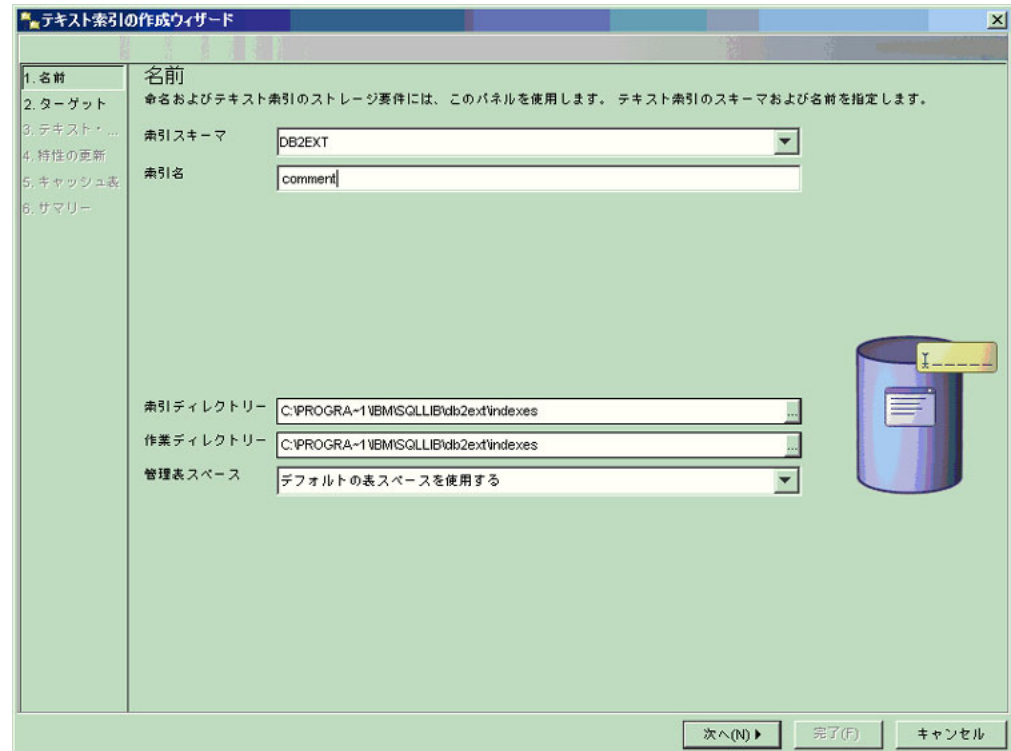 テキスト索引の作成ウィザード
1. 名前
2. ターゲット
3. テキスト・...
4. 特性の更新
5. キャッシュ表
6. サマリー
名前
命名およびテキスト索引のストレージ要件には、このパネルを使用します。 テキスト索引のスキーマおよび名前を指定します。
索引スキーマ DB2EXT
索引名 comment
索引ディレクトリー C:\PROGRA~1\IBM\SQLLIB\db2ext\indexes ...
作業ディレクトリー C:\PROGRA~1\IBM\SQLLIB\db2ext\indexes ...
管理表スペース デフォルトの表スペースを使用する
次へ(N) 完了(F) キャンセル